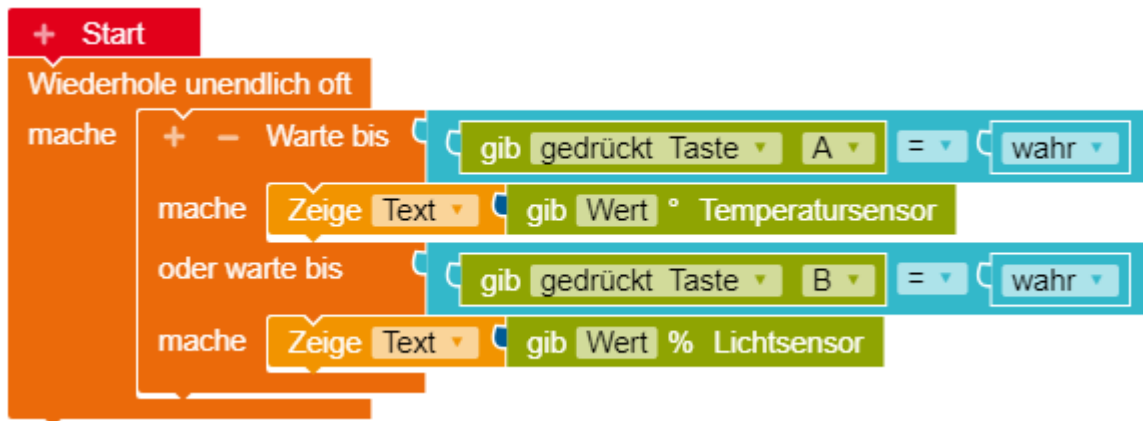 + Start
Wiederhole unendlich oft
mache + − Warte bis gib gedrückt Taste A = wahr
mache Zeige Text gib Wert ° Temperatursensor
oder warte bis gib gedrückt Taste B = wahr
mache Zeige Text gib Wert % Lichtsensor